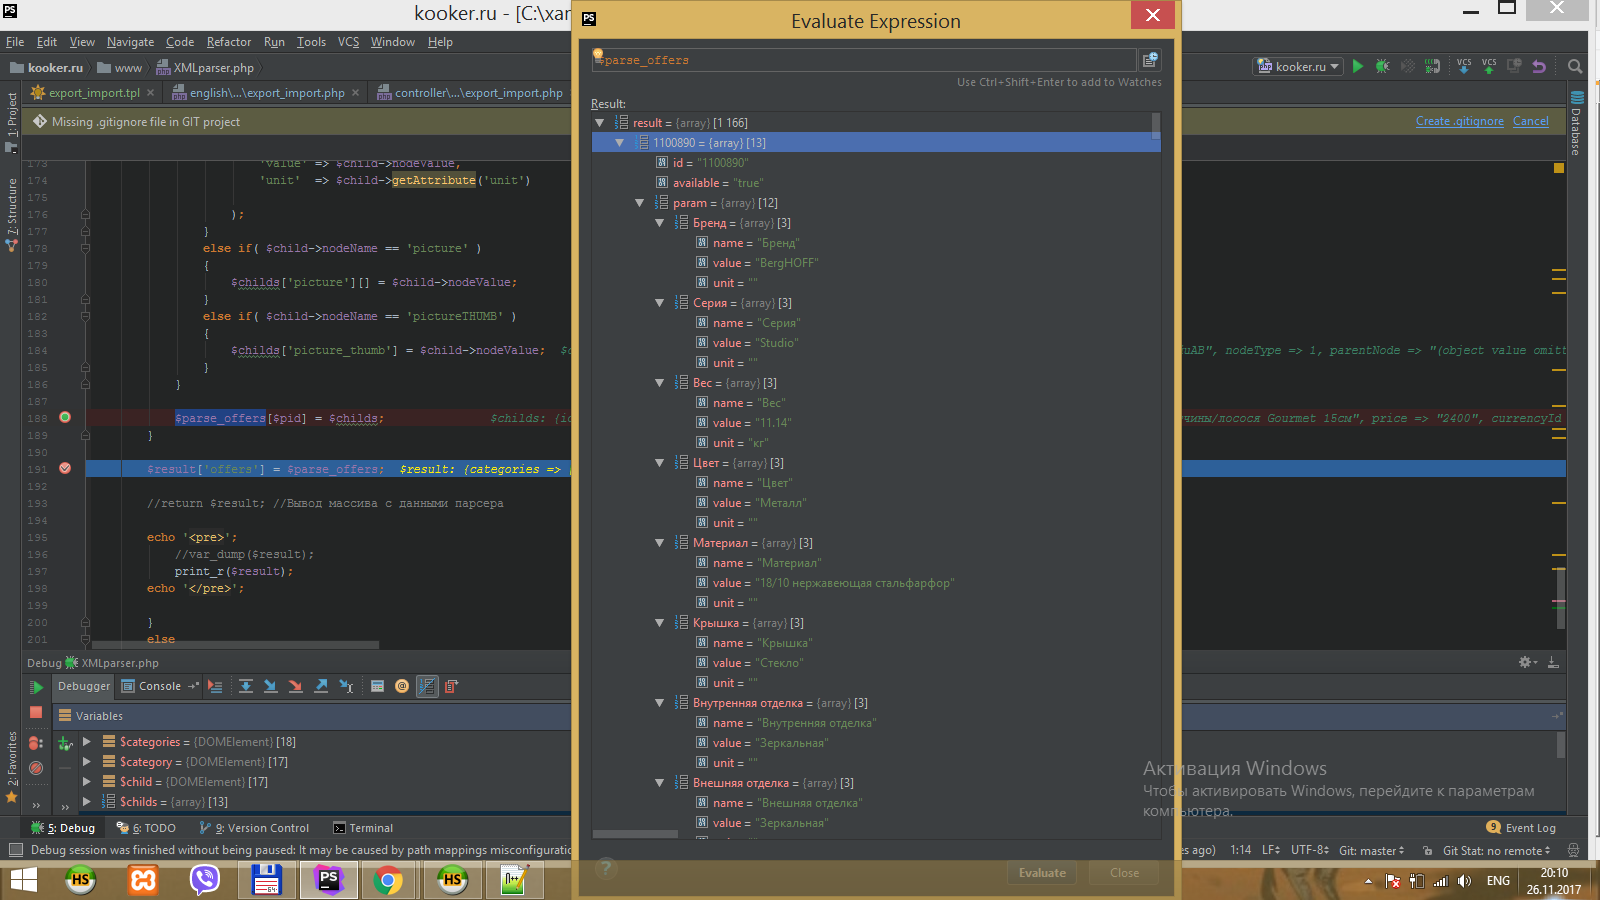 kooker.ru - [C:\xar
Evaluate Expression
File Edit View Navigate Code Refactor Run Tools VCS Window Help
kooker.ru www XMLparser.php
kooker.ru
export_import.tpl
english\...\export_import.php
controller\...\export_import.php
Missing .gitignore file in GIT project
Create .gitignore Cancel
1: Project
7: Structure
2: Favorites
Database
173 'value' => $child->nodeValue,
174 'unit' => $child->getAttribute('unit')
175
176 );
177 }
178 else if( $child->nodeName == 'picture' )
179 {
180 $childs['picture'][] = $child->nodeValue;
181 }
182 else if( $child->nodeName == 'pictureTHUMB' )
183 {
184 $childs['picture_thumb'] = $child->nodeValue;
uAB", nodeType => 1, parentNode => "(object value omitt
185 }
186 }
187
188 $parse_offers[$pid] = $childs; $childs: {id
чины/лосося Gourmet 15см", price => "2400", currencyId
189 }
190
191 $result['offers'] = $parse_offers; $result: {categories =>
192
193 //return $result; //Вывод массива с данными парсера
194
195 echo '<pre>';
196 //var_dump($result);
197 print_r($result);
198 echo '</pre>';
199
200 }
201 else
$parse_offers
Use Ctrl+Shift+Enter to add to Watches
Result:
result = {array} [1 166]
1100890 = {array} [13]
id = "1100890"
available = "true"
param = {array} [12]
Бренд = {array} [3]
name = "Бренд"
value = "BergHOFF"
unit = ""
Серия = {array} [3]
name = "Серия"
value = "Studio"
unit = ""
Вес = {array} [3]
name = "Вес"
value = "11.14"
unit = "кг"
Цвет = {array} [3]
name = "Цвет"
value = "Металл"
unit = ""
Материал = {array} [3]
name = "Материал"
value = "18/10 нержавеющая стальфарфор"
unit = ""
Крышка = {array} [3]
name = "Крышка"
value = "Стекло"
unit = ""
Внутренняя отделка = {array} [3]
name = "Внутренняя отделка"
value = "Зеркальная"
unit = ""
Внешняя отделка = {array} [3]
name = "Внешняя отделка"
value = "Зеркальная"
Evaluate Close
Debug XMLparser.php
Debugger Console
Variables
$categories = {DOMElement} [18]
$category = {DOMElement} [17]
$child = {DOMElement} [17]
$childs = {array} [13]
Активация Windows
Чтобы активировать Windows, перейдите к параметрам
компьютера.
5: Debug 6: TODO 9: Version Control Terminal
9 Event Log
Debug session was finished without being paused: It may be caused by path mappings misconfiguratio
es ago) 1:14 LF UTF-8 Git: master Git Stat: no remote
ENG 20:10
26.11.2017